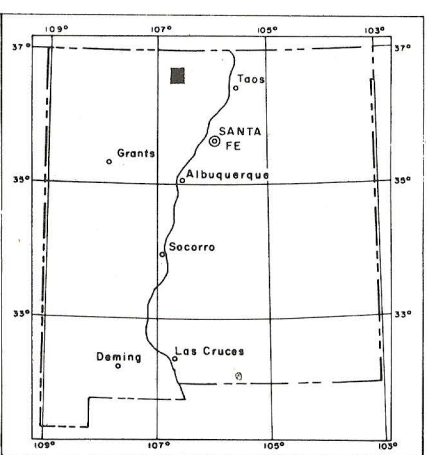 109° 107° 105° 103°
37° 37°
Taos
SANTA
FE
Grants
Albuquerque
35° 35°
Socorro
33° 33°
Deming
Las Cruces
109° 107° 105° 103°